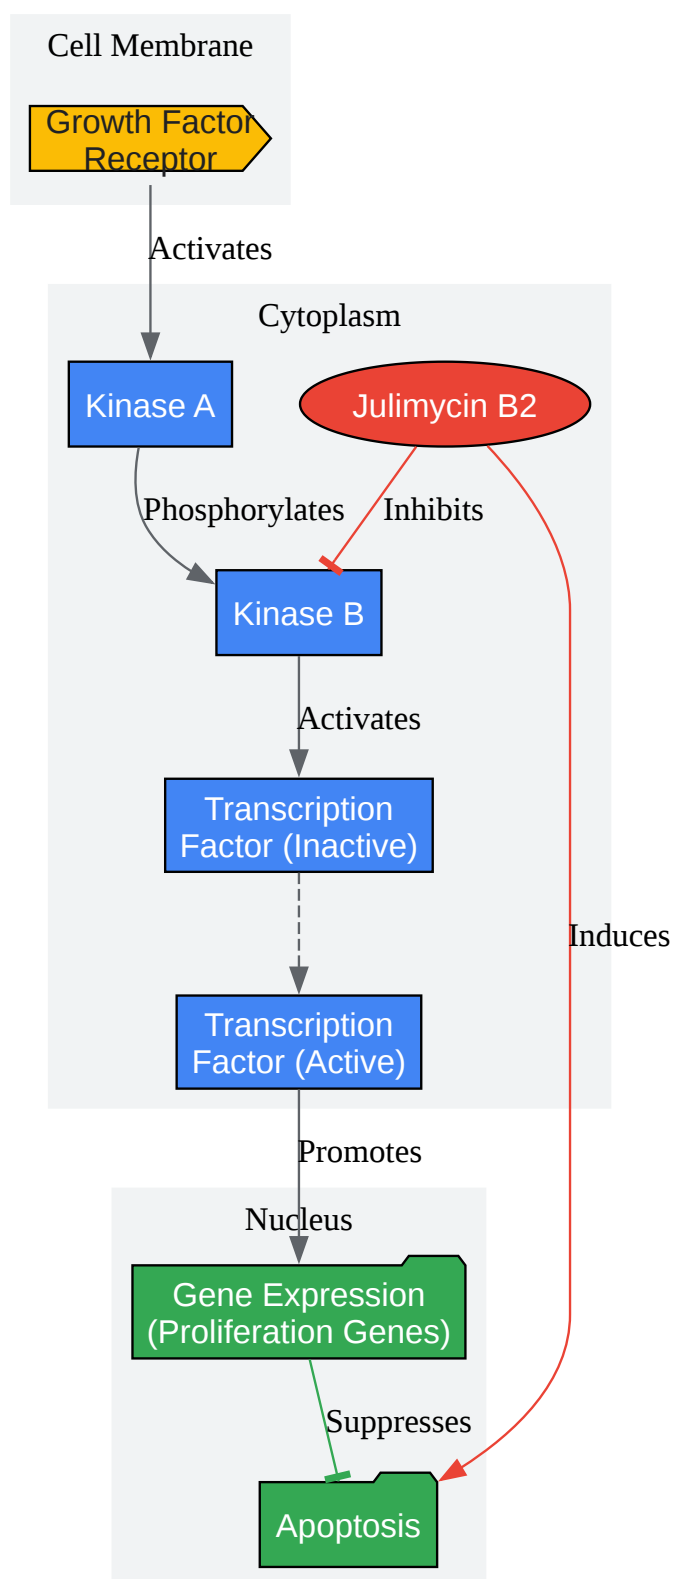 Cell Membrane
Growth Factor
Receptor
Activates
Cytoplasm
Kinase A
Julimycin B2
Phosphorylates
Inhibits
Kinase B
Activates
Transcription
Factor (Inactive)
Induces
Transcription
Factor (Active)
Promotes
Nucleus
Gene Expression
(Proliferation Genes)
Suppresses
Apoptosis